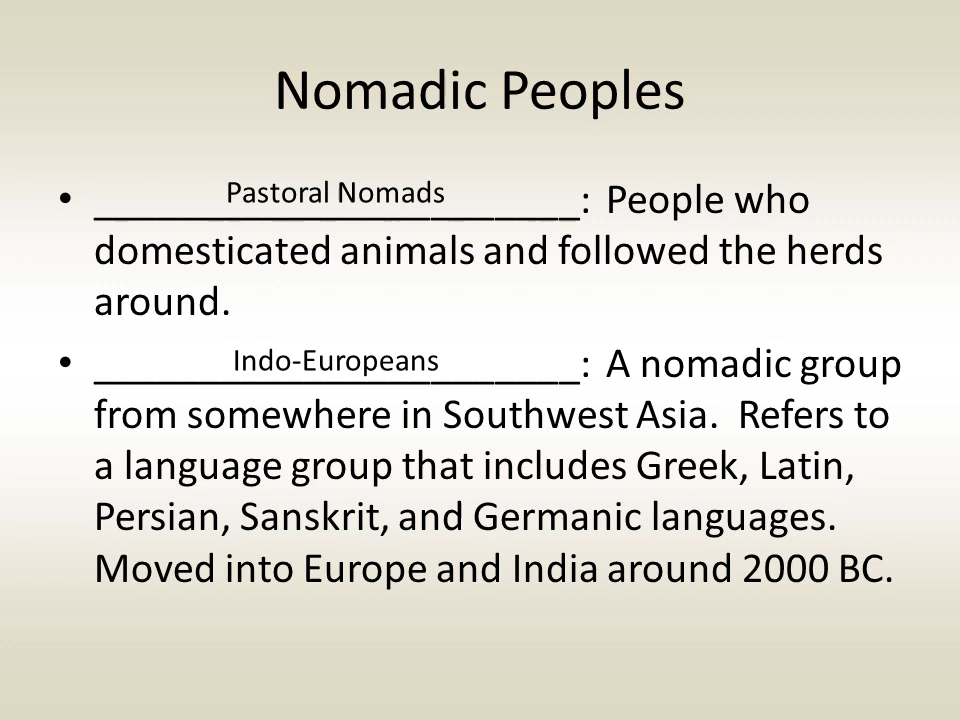 Nomadic Peoples
• Pastoral Nomads ________________________: People who
domesticated animals and followed the herds
around.
• Indo-Europeans ________________________: A nomadic group
from somewhere in Southwest Asia. Refers to
a language group that includes Greek, Latin,
Persian, Sanskrit, and Germanic languages.
Moved into Europe and India around 2000 BC.